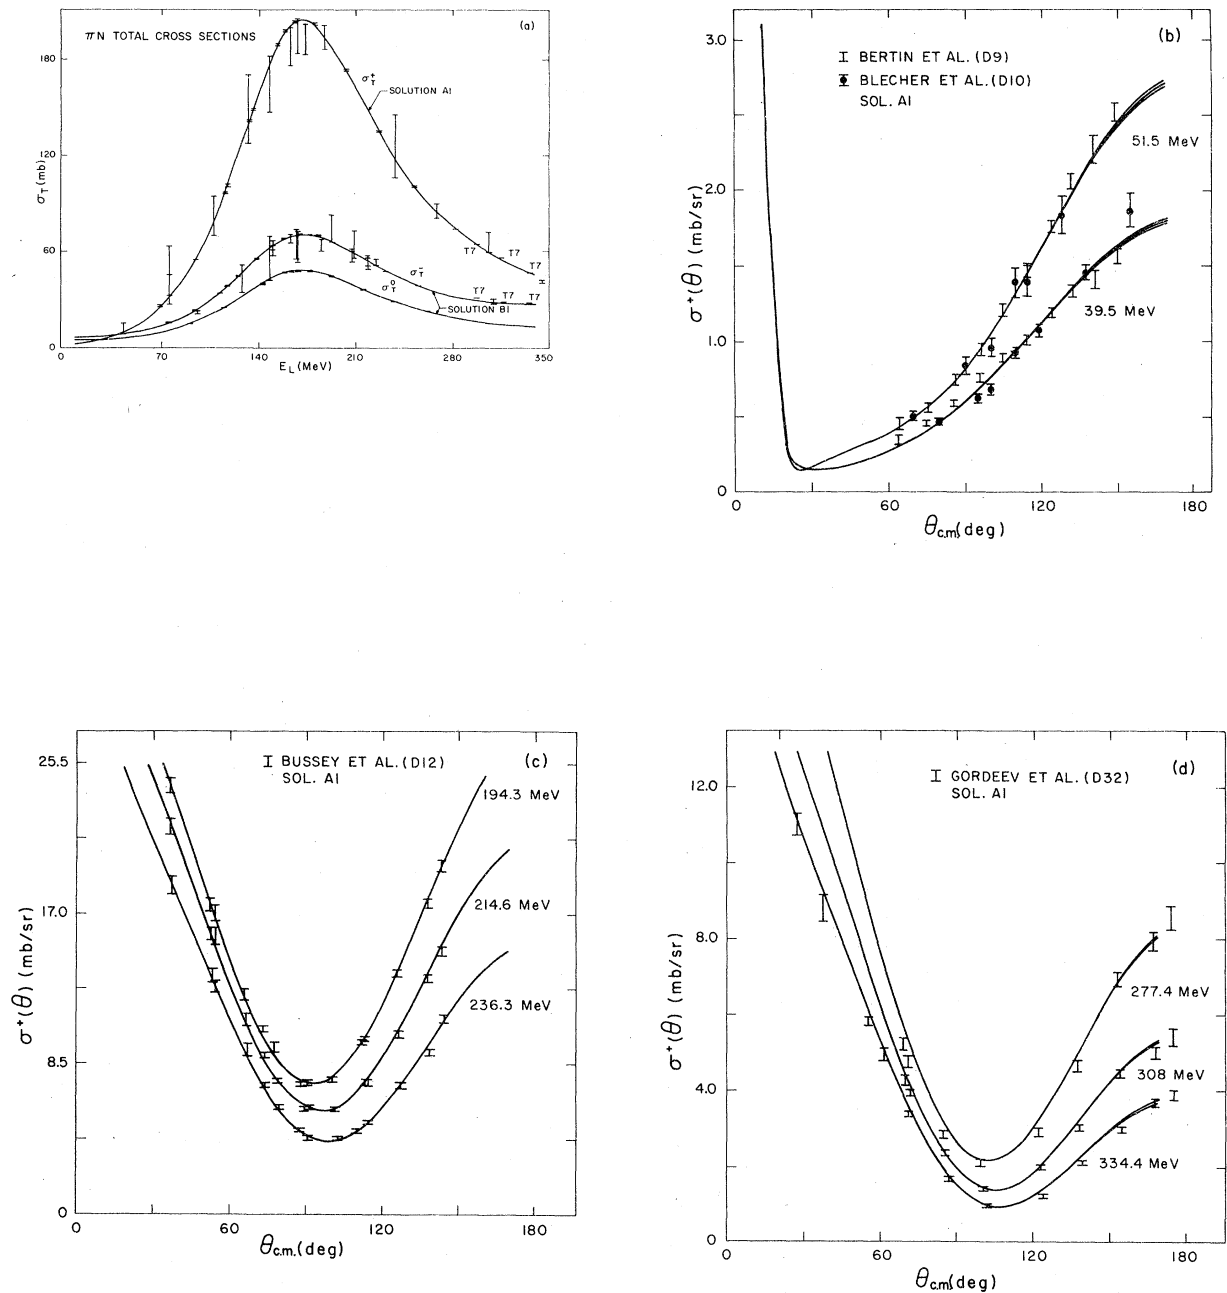 (a)
πN TOTAL CROSS SECTIONS
180
120
60
0
σT (mb)
σT+
SOLUTION A1
σT-
σT0
SOLUTION B1
T7
T7
T7
T7
T7
T7
0
70
140
210
280
350
EL(MeV)
(b)
BERTIN ET AL. (D9)
BLECHER ET AL.(D10)
SOL. A1
3.0
2.0
1.0
0
σ+(θ) (mb/sr)
51.5 MeV
39.5 MeV
0
60
120
180
θc.m.(deg)
(c)
BUSSEY ET AL.(D12)
SOL. A1
25.5
17.0
8.5
0
σ+(θ) (mb/sr)
194.3 MeV
214.6 MeV
236.3 MeV
0
60
120
180
θc.m.(deg)
(d)
GORDEEV ET AL.(D32)
SOL. A1
12.0
8.0
4.0
0
σ+(θ) (mb/sr)
277.4 MeV
308 MeV
334.4 MeV
0
60
120
180
θc.m.(deg)